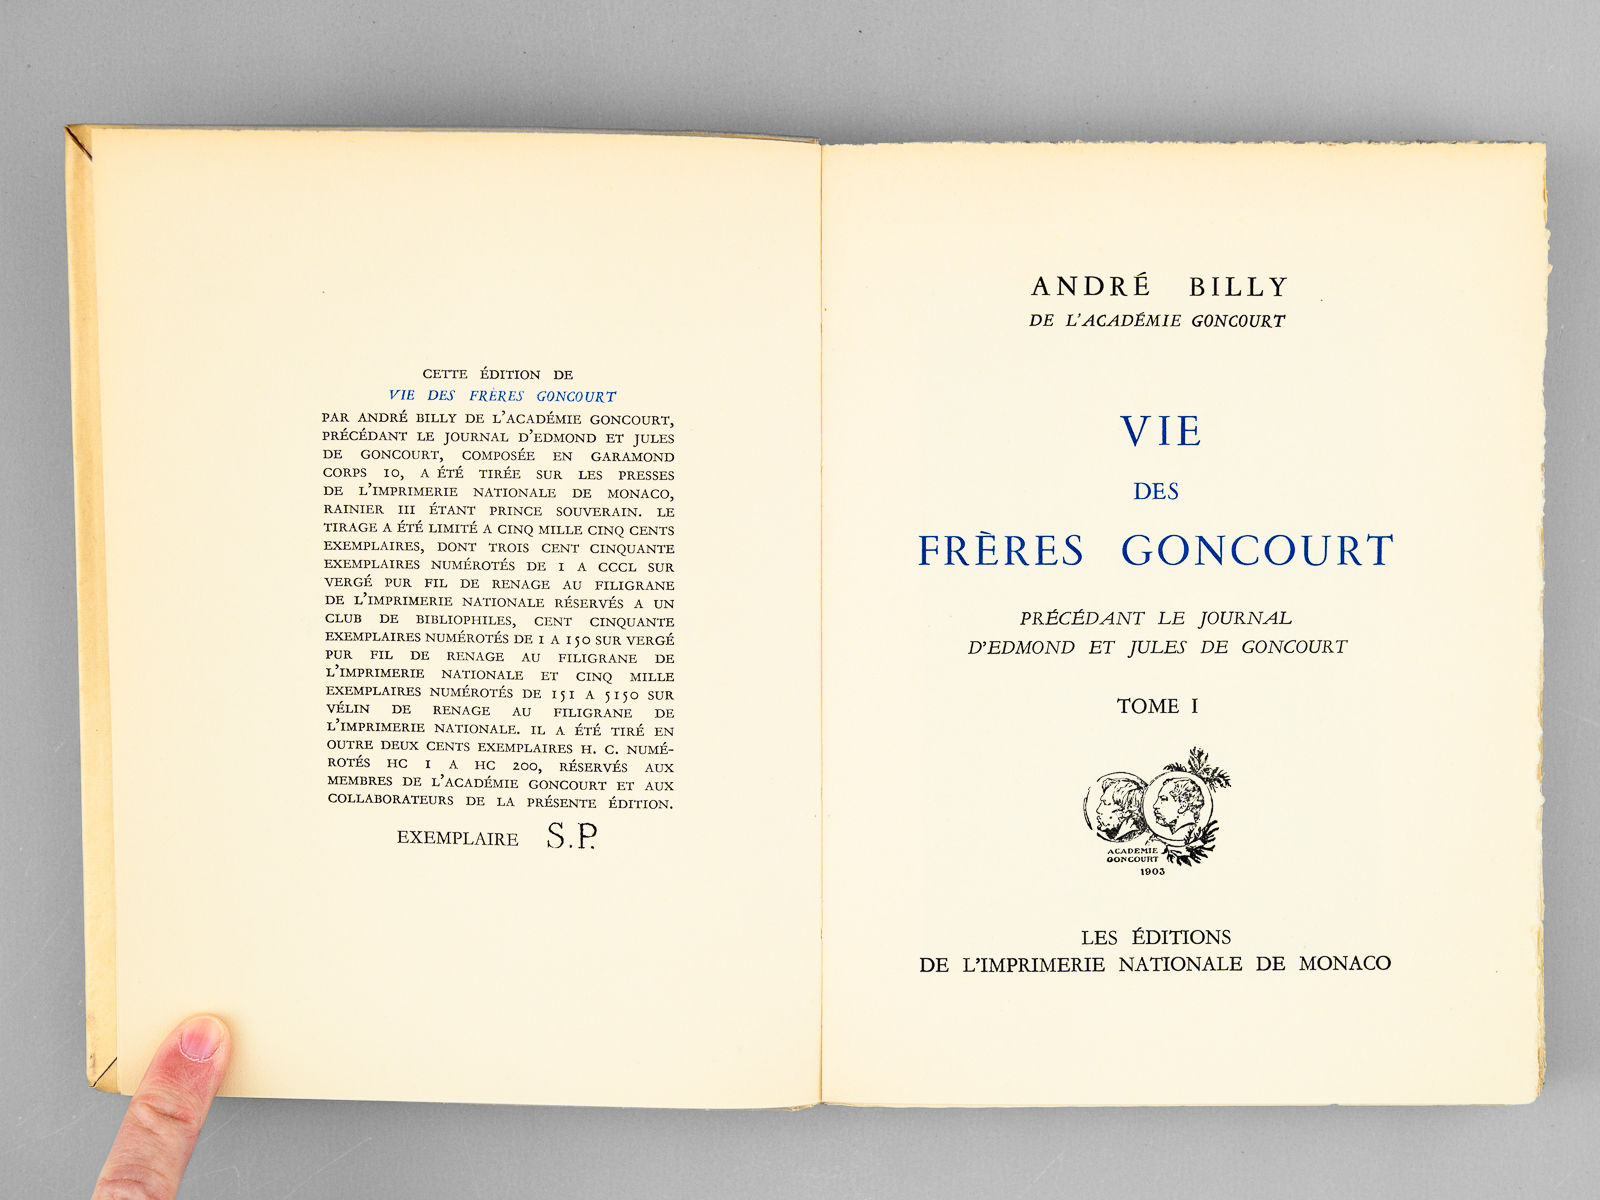 CETTE ÉDITION DE
VIE DES FRÈRES GONCOURT
PAR ANDRÉ BILLY DE L'ACADÉMIE GONCOURT,
PRÉCÉDANT LE JOURNAL D'EDMOND ET JULES
DE GONCOURT, COMPOSÉE EN GARAMOND
CORPS 10, A ÉTÉ TIRÉE SUR LES PRESSES
DE L'IMPRIMERIE NATIONALE DE MONACO,
RAINIER III ÉTANT PRINCE SOUVERAIN. LE
TIRAGE A ÉTÉ LIMITÉ A CINQ MILLE CINQ CENTS
EXEMPLAIRES, DONT TROIS CENT CINQUANTE
EXEMPLAIRES NUMÉROTÉS DE I A CCCL SUR
VERGÉ PUR FIL DE RENAGE AU FILIGRANE
DE L'IMPRIMERIE NATIONALE RÉSERVÉS A UN
CLUB DE BIBLIOPHILES, CENT CINQUANTE
EXEMPLAIRES NUMÉROTÉS DE 1 A 150 SUR VERGÉ
PUR FIL DE RENAGE AU FILIGRANE DE
L'IMPRIMERIE NATIONALE ET CINQ MILLE
EXEMPLAIRES NUMÉROTÉS DE 151 A 5150 SUR
VÉLIN DE RENAGE AU FILIGRANE DE
L'IMPRIMERIE NATIONALE. IL A ÉTÉ TIRÉ EN
OUTRE DEUX CENTS EXEMPLAIRES H. C. NUMÉ-
ROTÉS HC 1 A HC 200, RÉSERVÉS AUX
MEMBRES DE L'ACADÉMIE GONCOURT ET AUX
COLLABORATEURS DE LA PRÉSENTE ÉDITION.
EXEMPLAIRE S.P.
ANDRÉ BILLY
DE L'ACADÉMIE GONCOURT
VIE
DES
FRÈRES GONCOURT
PRÉCÉDANT LE JOURNAL
D'EDMOND ET JULES DE GONCOURT
TOME I
ACADEMIE
GONCOURT
1903
LES ÉDITIONS
DE L'IMPRIMERIE NATIONALE DE MONACO